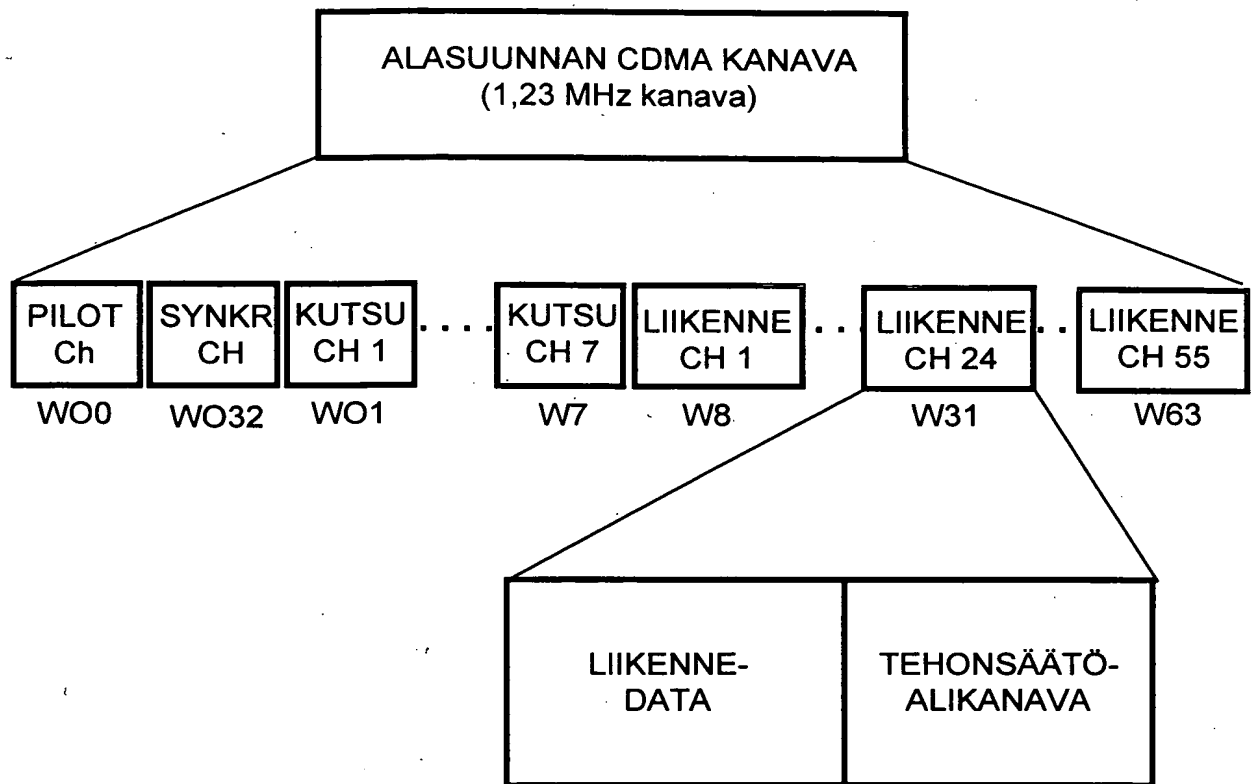 ALASUUNNAN CDMA KANAVA
(1,23 MHz kanava)
PILOT
Ch
SYNKR
CH
KUTSU
CH 1
. . . .
KUTSU
CH 7
LIIKENNE
CH 1
. . .
LIIKENNE
CH 24
. .
LIIKENNE
CH 55
WO0
WO32
WO1
W7
W8
W31
W63
LIIKENNE-
DATA
TEHONSÄÄTÖ-
ALIKANAVA